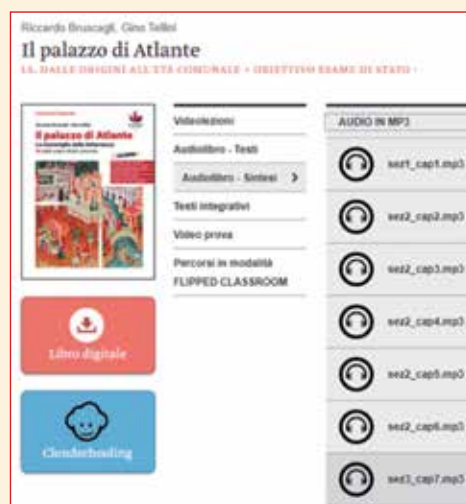 Riccardo Bruscagli, Gino Tellini
Il palazzo di Atlante
1A. DALLE ORIGINI ALL'ETÀ COMUNALE + OBIETTIVO ESAME DI STATO
Il palazzo di Atlante
Libro digitale
Videolezioni
Audiolibro - Testi
Audiolibro - Sintesi
Testi integrativi
Video prova
Percorsi in modalità
FLIPPED CLASSROOM
AUDIO IN MP3
sez1_cap1.mp3
sez2_cap2.mp3
sez2_cap3.mp3
sez2_cap4.mp3
sez2_cap5.mp3
sez2_cap6.mp3
sez3_cap7.mp3